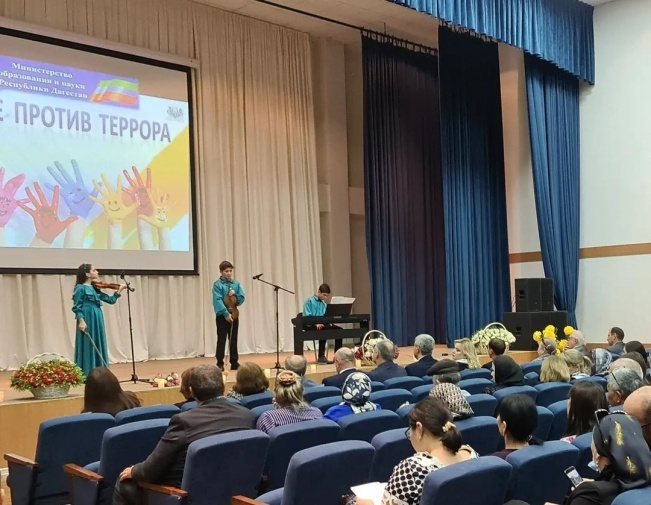 Министерство
образования и науки
Республики Дагестан
Е ПРОТИВ ТЕРРОРА